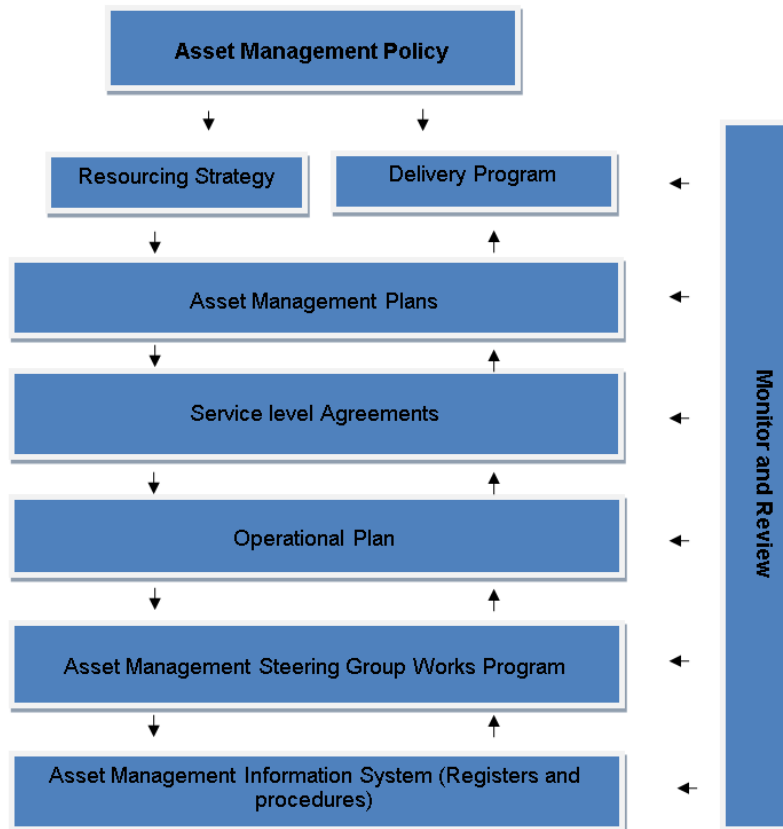 Asset Management Policy
Resourcing Strategy
Delivery Program
Asset Management Plans
Service level Agreements
Operational Plan
Asset Management Steering Group Works Program
Asset Management Information System (Registers and
procedures)
Monitor and Review